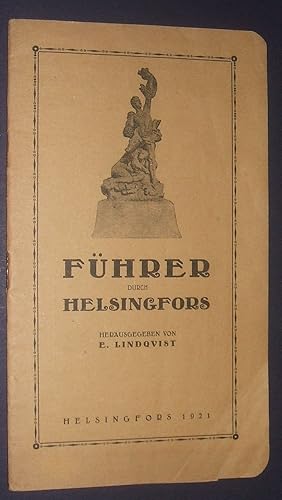 FÜHRER
DURCH
HELSINGFORS
HERAUSGEGEBEN VON
E. LINDQVIST
HELSINGFORS 1921